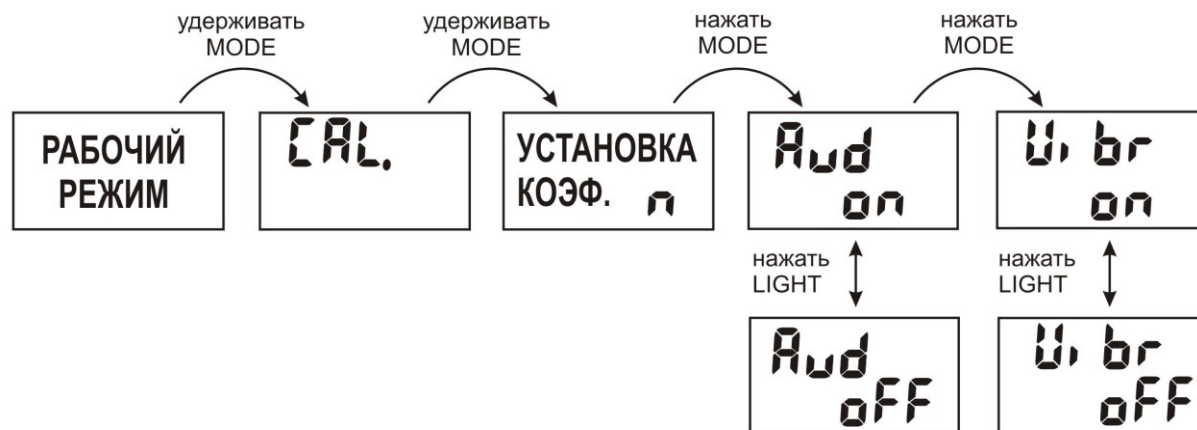 удерживать
MODE
удерживать
MODE
нажать
MODE
нажать
MODE
РАБОЧИЙ
РЕЖИМ
CAL.
УСТАНОВКА
КОЭФ. n
Aud
on
Vibr
on
нажать
LIGHT
нажать
LIGHT
Aud
oFF
Vibr
oFF